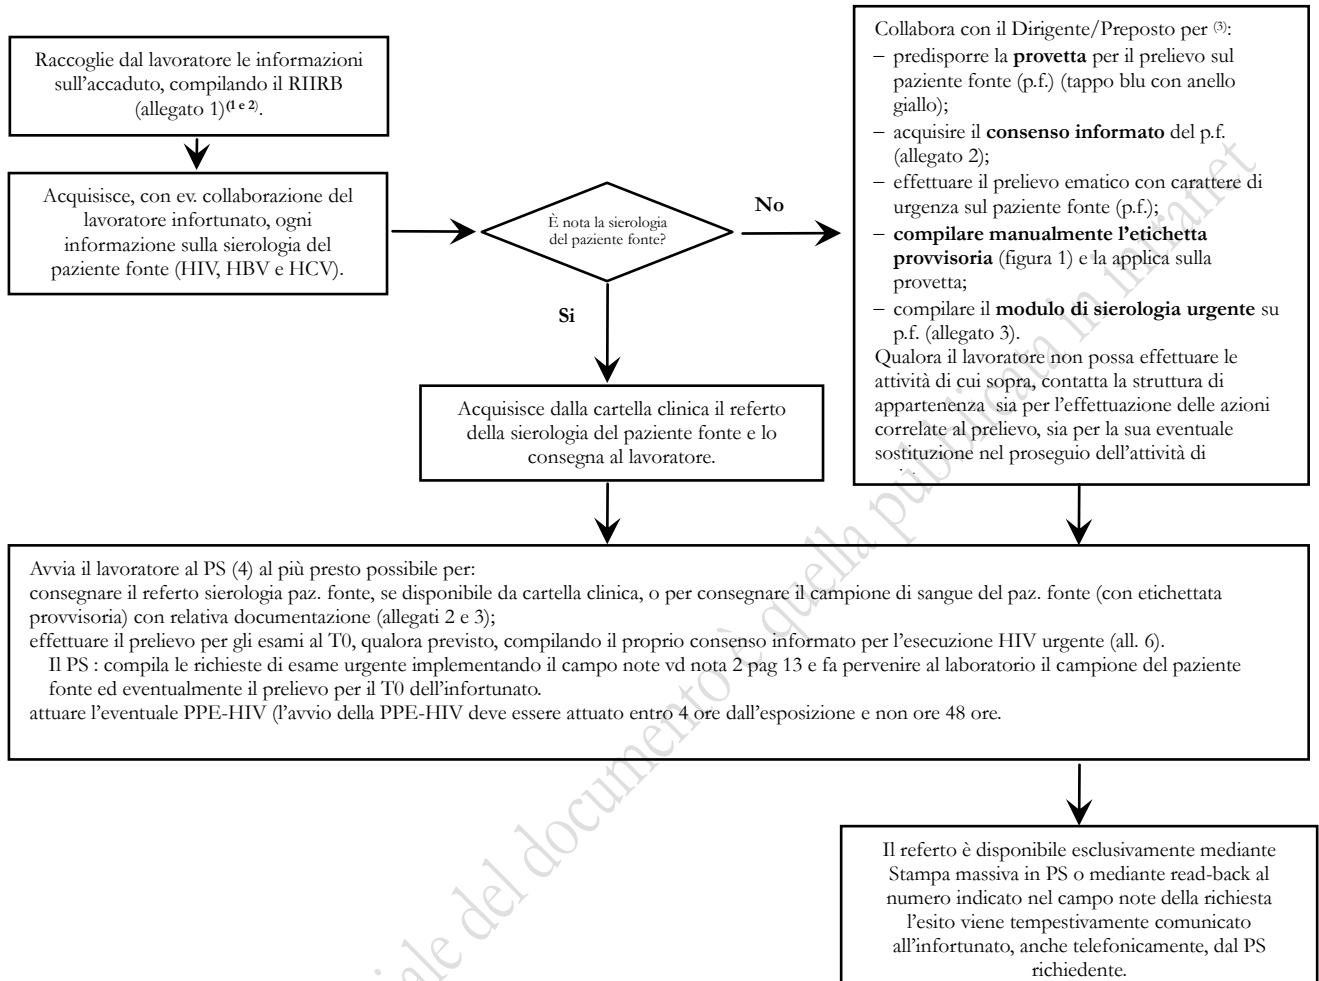 Raccoglie dal lavoratore le informazioni
sull'accaduto, compilando il RIIRB
(allegato 1)(1 e 2).
Acquisisce, con ev. collaborazione del
lavoratore infortunato, ogni
informazione sulla sierologia del
paziente fonte (HIV, HBV e HCV).
È nota la sierologia
del paziente fonte?
No
Si
Collabora con il Dirigente/Preposto per (3):
– predisporre la provetta per il prelievo sul
paziente fonte (p.f.) (tappo blu con anello
giallo);
– acquisire il consenso informato del p.f.
(allegato 2);
– effettuare il prelievo ematico con carattere di
urgenza sul paziente fonte (p.f.);
– compilare manualmente l'etichetta
provvisoria (figura 1) e la applica sulla
provetta;
– compilare il modulo di sierologia urgente su
p.f. (allegato 3).
Qualora il lavoratore non possa effettuare le
attività di cui sopra, contatta la struttura di
appartenenza sia per l'effettuazione delle azioni
correlate al prelievo, sia per la sua eventuale
sostituzione nel proseguio dell'attività di
Acquisisce dalla cartella clinica il referto
della sierologia del paziente fonte e lo
consegna al lavoratore.
Avvia il lavoratore al PS (4) al più presto possibile per:
consegnare il referto sierologia paz. fonte, se disponibile da cartella clinica, o per consegnare il campione di sangue del paz. fonte (con etichettata
provvisoria) con relativa documentazione (allegati 2 e 3);
effettuare il prelievo per gli esami al T0, qualora previsto, compilando il proprio consenso informato per l'esecuzione HIV urgente (all. 6).
Il PS : compila le richieste di esame urgente implementando il campo note vd nota 2 pag 13 e fa pervenire al laboratorio il campione del paziente
fonte ed eventualmente il prelievo per il T0 dell'infortunato.
attuare l'eventuale PPE-HIV (l'avvio della PPE-HIV deve essere attuato entro 4 ore dall'esposizione e non ore 48 ore.
Il referto è disponibile esclusivamente mediante
Stampa massiva in PS o mediante read-back al
numero indicato nel campo note della richiesta
l'esito viene tempestivamente comunicato
all'infortunato, anche telefonicamente, dal PS
richiedente.
iale del documento è quella pubblicata in intranet